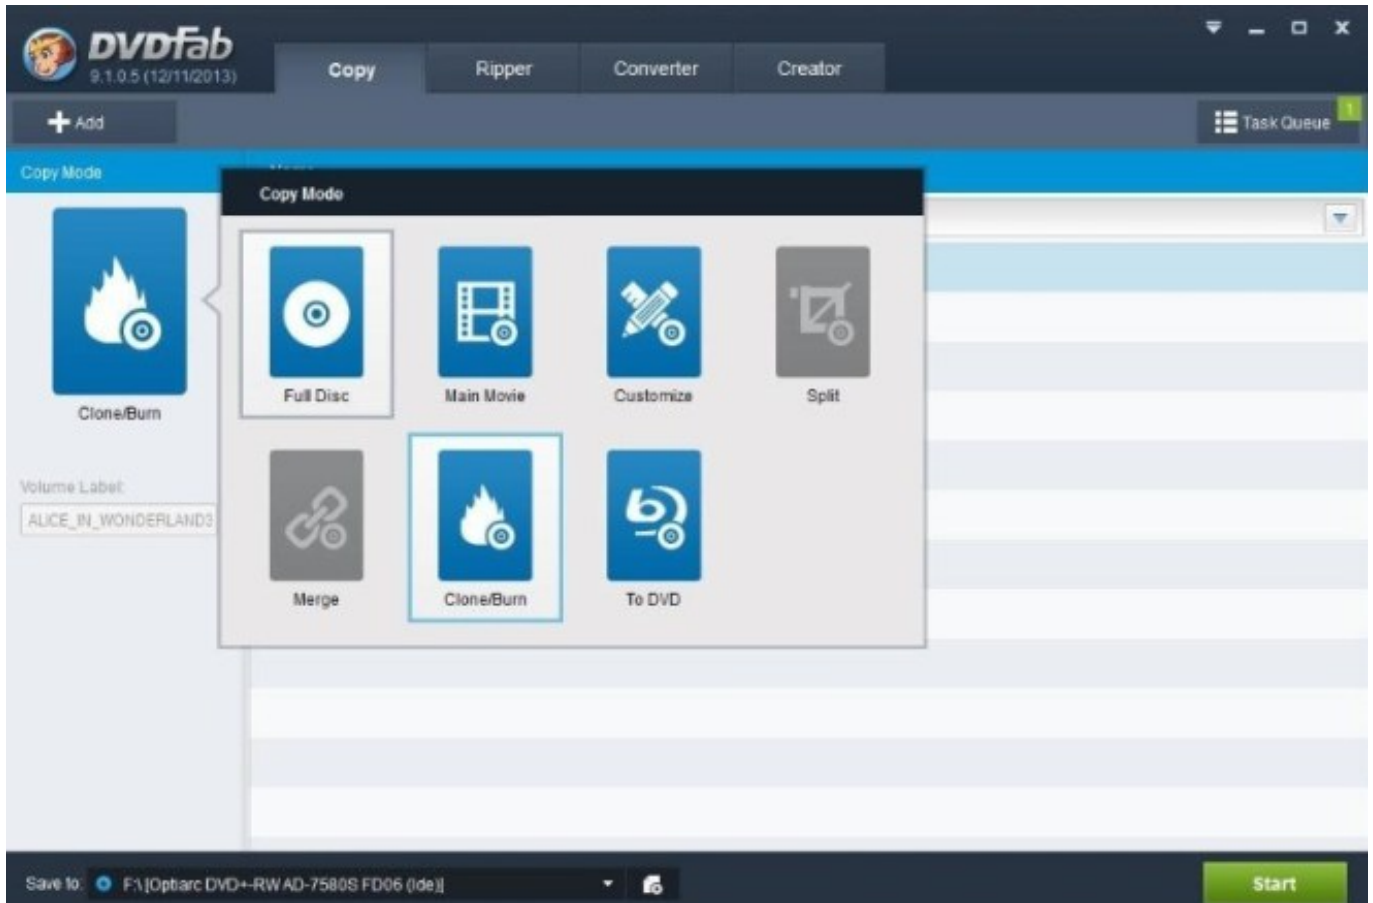 DVDFab
9.1.0.5 (12/11/2013)
Copy Ripper Converter Creator
Add
Task Queue 1
Copy Mode
Copy Mode
Full Disc Main Movie Customize Split
Clone/Burn
Volume Label:
ALICE_IN_WONDERLAND3
Merge Clone/Burn To DVD
Save to: F:\ [Optiarc DVD+-RW AD-7580S FD06 (Ide)]
Start